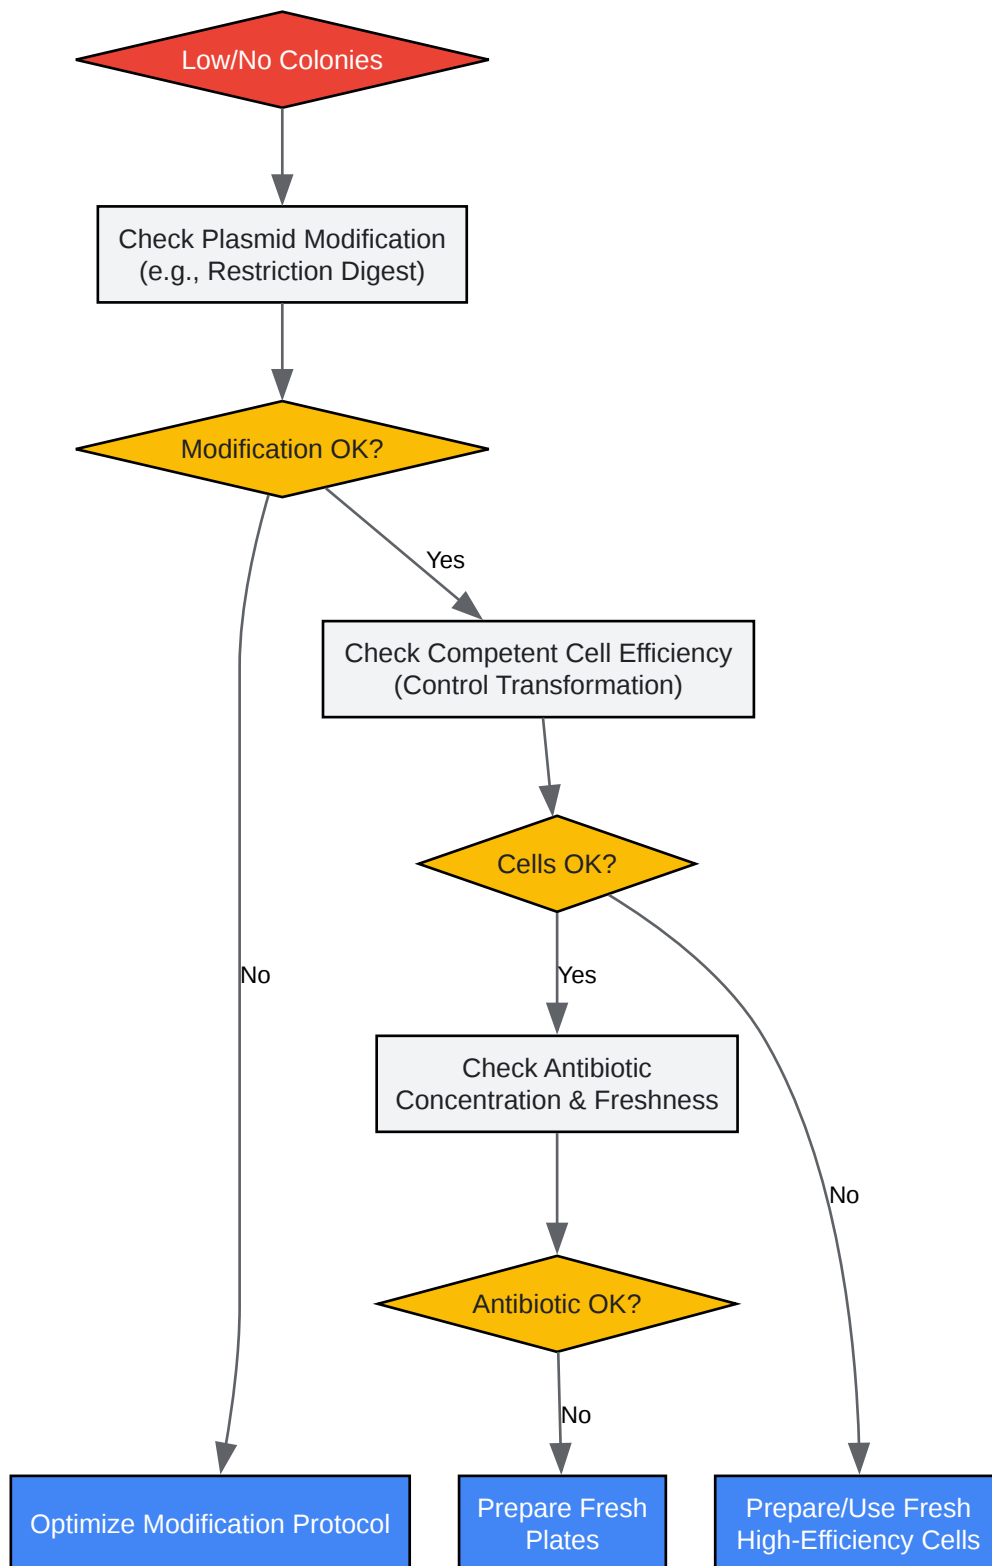 Low/No Colonies
Check Plasmid Modification
(e.g., Restriction Digest)
Modification OK?
Yes
Check Competent Cell Efficiency
(Control Transformation)
Cells OK?
No
Yes
Check Antibiotic
Concentration & Freshness
No
Antibiotic OK?
No
Optimize Modification Protocol
Prepare Fresh
Plates
Prepare/Use Fresh
High-Efficiency Cells